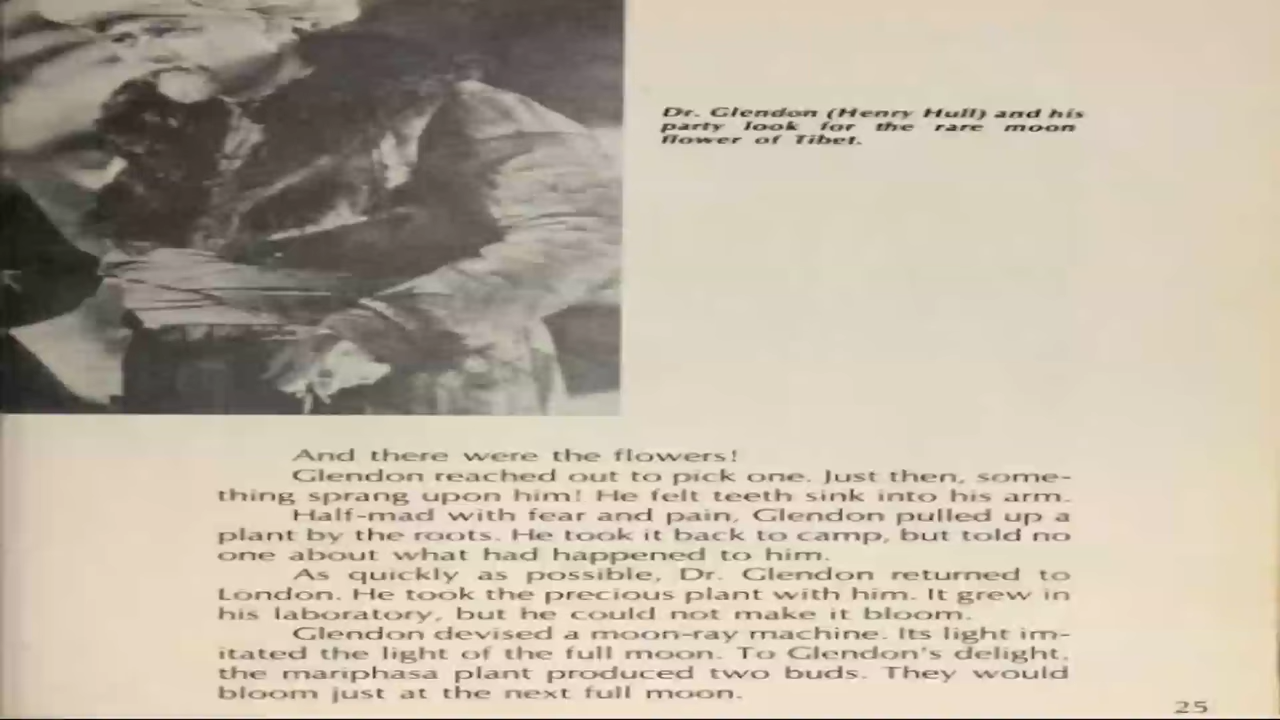 Dr. Glendon (Henry Hull) and his
party look for the rare moon
flower of Tibet.
And there were the flowers!
Glendon reached out to pick one. Just then, some-
thing sprang upon him! He felt teeth sink into his arm.
Half-mad with fear and pain, Glendon pulled up a
plant by the roots. He took it back to camp, but told no
one about what had happened to him.
As quickly as possible, Dr. Glendon returned to
London. He took the precious plant with him. It grew in
his laboratory, but he could not make it bloom.
Glendon devised a moon-ray machine. Its light im-
itated the light of the full moon. To Glendon's delight,
the mariphasa plant produced two buds. They would
bloom just at the next full moon.
25